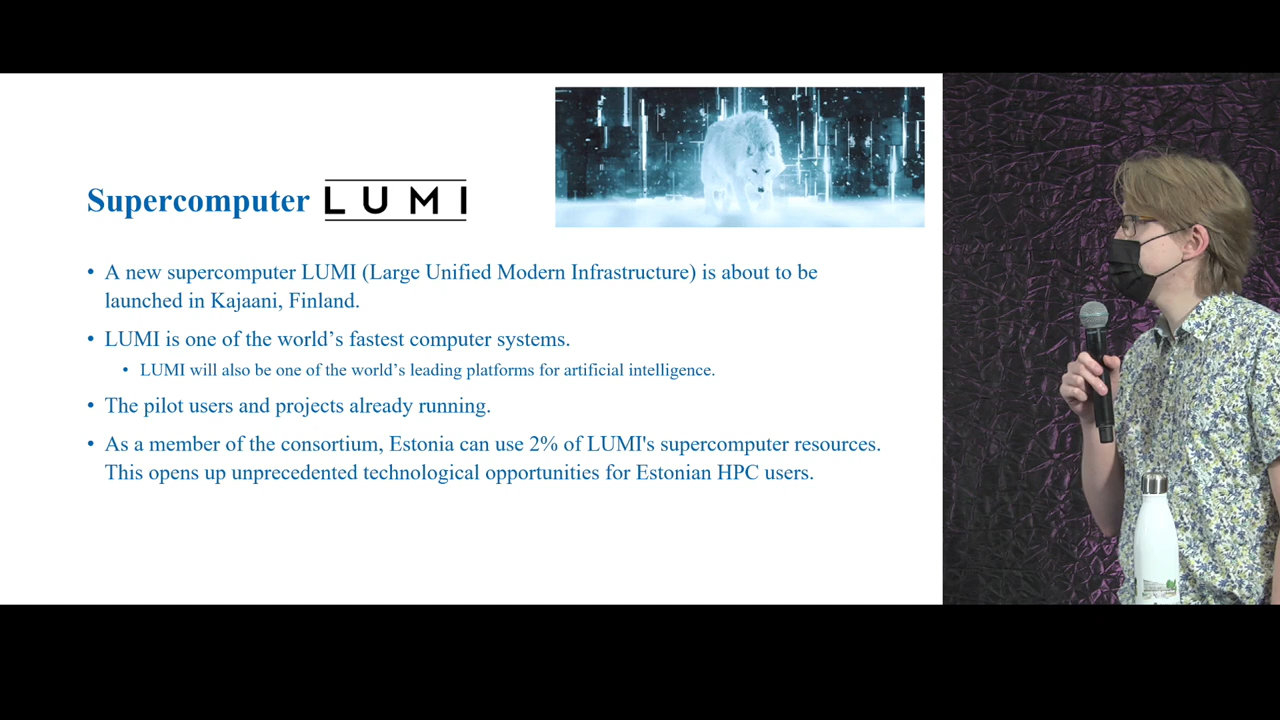 Supercomputer LUMI
• A new supercomputer LUMI (Large Unified Modern Infrastructure) is about to be
launched in Kajaani, Finland.
• LUMI is one of the world’s fastest computer systems.
• LUMI will also be one of the world’s leading platforms for artificial intelligence.
• The pilot users and projects already running.
• As a member of the consortium, Estonia can use 2% of LUMI's supercomputer resources.
This opens up unprecedented technological opportunities for Estonian HPC users.